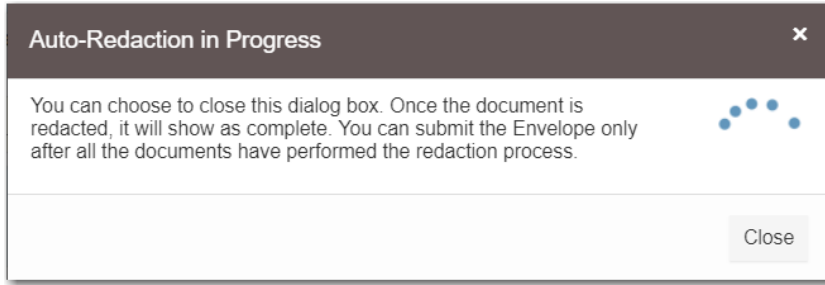 Auto-Redaction in Progress
You can choose to close this dialog box. Once the document is
redacted, it will show as complete. You can submit the Envelope only
after all the documents have performed the redaction process.
Close